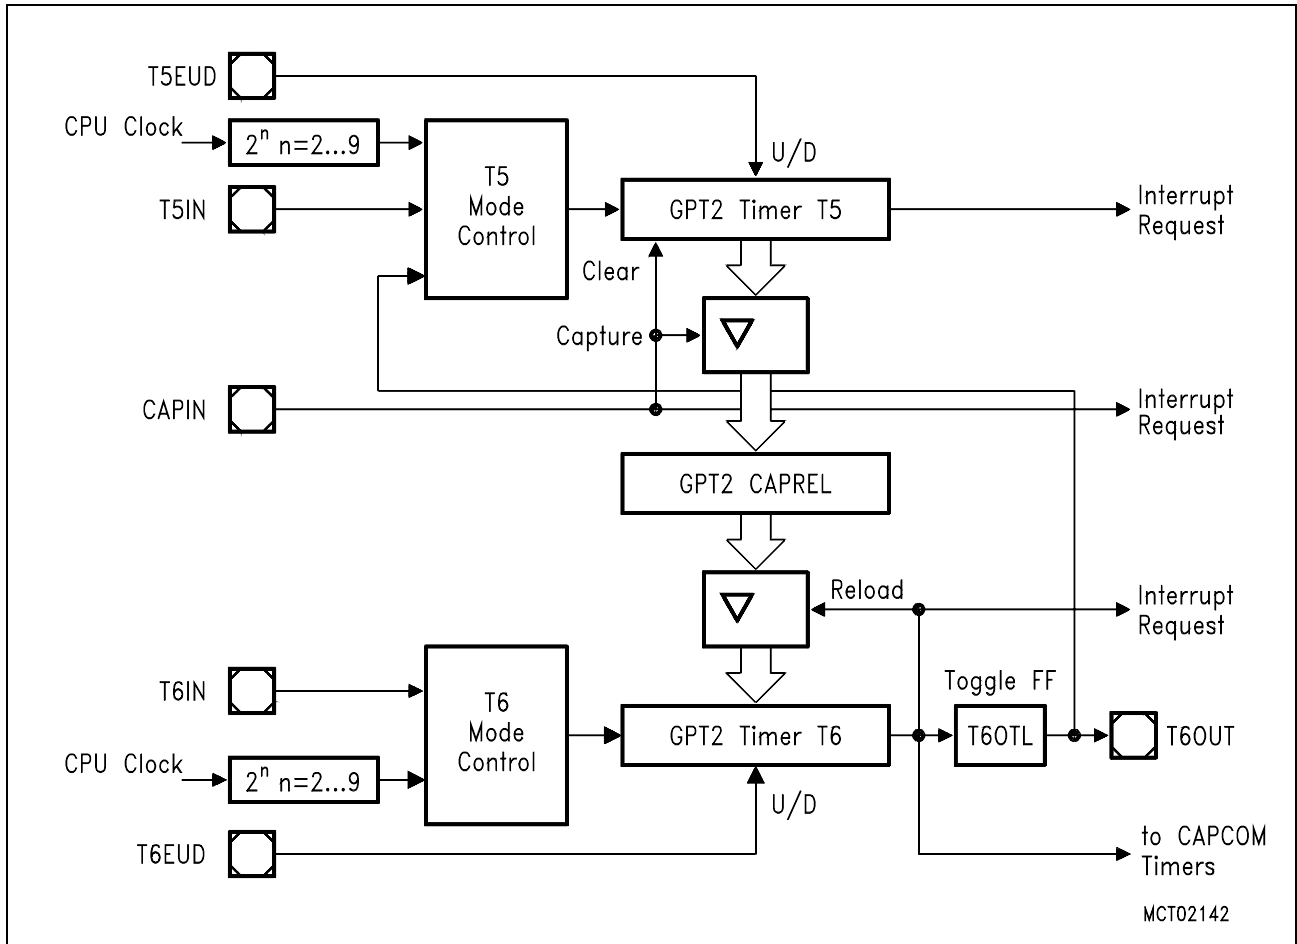 T5EUD
CPU Clock
2ⁿ n=2...9
U/D
T5
Mode
Control
T5IN
GPT2 Timer T5
Interrupt
Request
Clear
Capture
CAPIN
Interrupt
Request
GPT2 CAPREL
Reload
Interrupt
Request
T6IN
T6
Mode
Control
Toggle FF
GPT2 Timer T6
T6OTL
T6OUT
CPU Clock
2ⁿ n=2...9
U/D
T6EUD
to CAPCOM
Timers
MCT02142